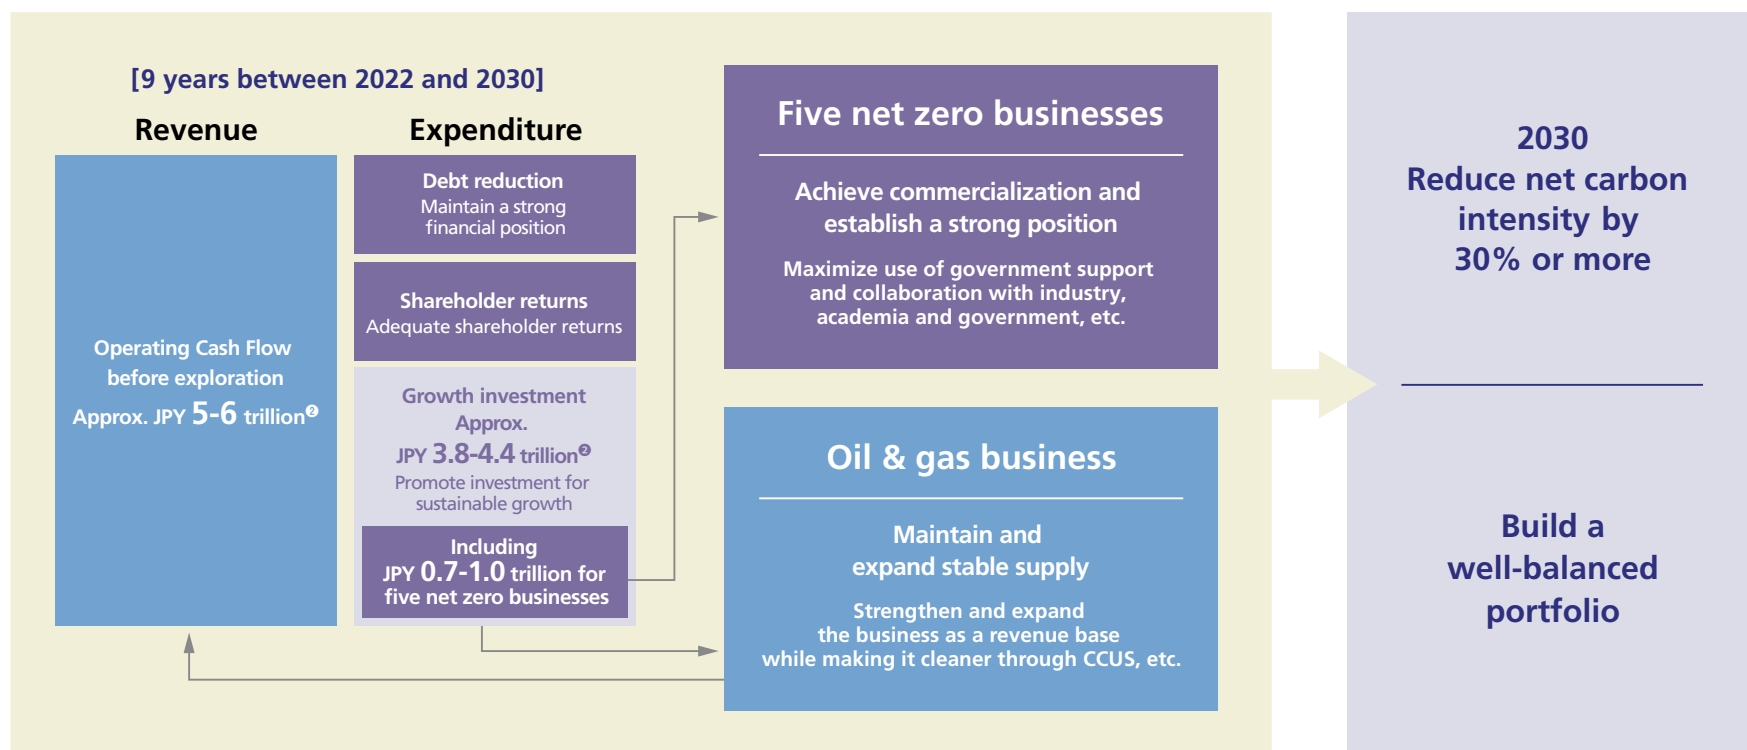 [9 years between 2022 and 2030]
Revenue
Expenditure
Operating Cash Flow
before exploration
Approx. JPY 5-6 trillion❷
Debt reduction
Maintain a strong
financial position
Shareholder returns
Adequate shareholder returns
Growth investment
Approx.
JPY 3.8-4.4 trillion❷
Promote investment for
sustainable growth
Including
JPY 0.7-1.0 trillion for
five net zero businesses
Five net zero businesses
Achieve commercialization and
establish a strong position
Maximize use of government support
and collaboration with industry,
academia and government, etc.
Oil & gas business
Maintain and
expand stable supply
Strengthen and expand
the business as a revenue base
while making it cleaner through CCUS, etc.
2030
Reduce net carbon
intensity by
30% or more
Build a
well-balanced
portfolio